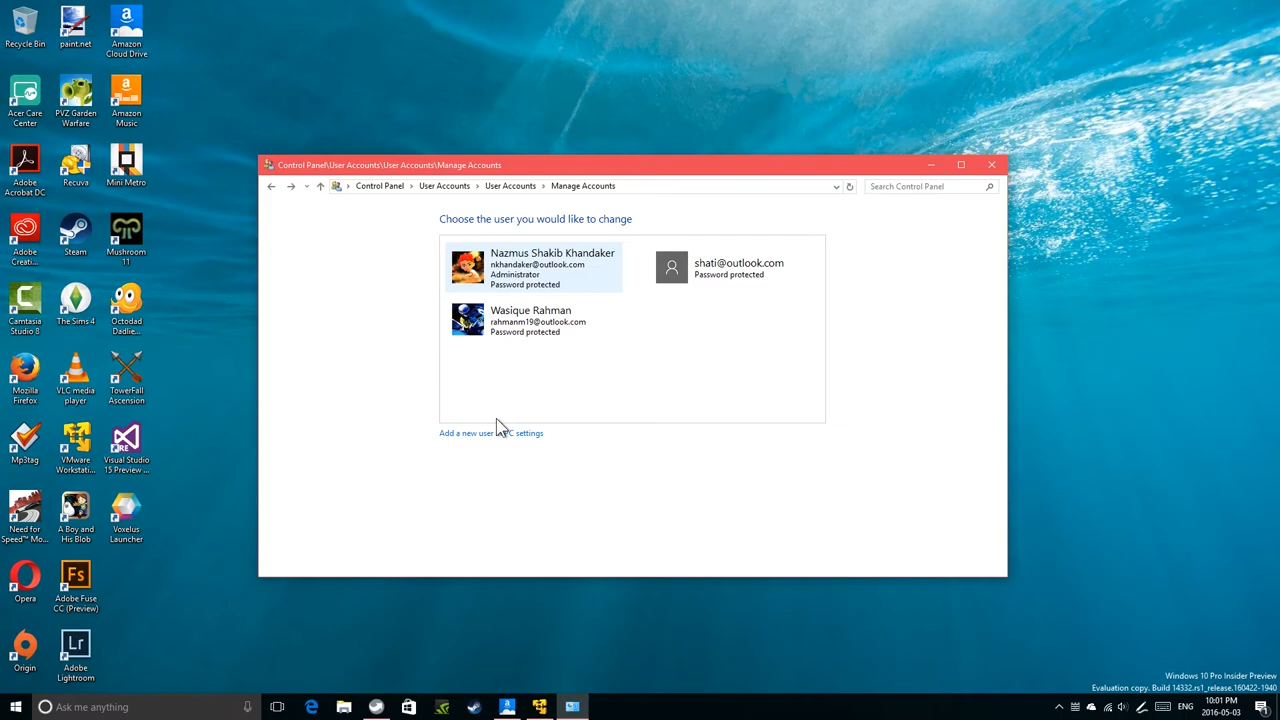 Recycle Bin
paint.net
Amazon
Cloud Drive
Acer Care
Center
PVZ Garden
Warfare
Amazon
Music
Adobe
Acrobat DC
Recuva
Mini Metro
Adobe
Creati...
Steam
Mushroom
11
Camtasia
Studio 8
The Sims 4
Octodad
Dadlie...
Mozilla
Firefox
VLC media
player
TowerFall
Ascension
Mp3tag
VMware
Workstati...
Visual Studio
15 Preview ...
Need for
Speed™ Mo...
A Boy and
His Blob
Voxelus
Launcher
Opera
Adobe Fuse
CC (Preview)
Origin
Adobe
Lightroom
Control Panel\User Accounts\User Accounts\Manage Accounts
Control Panel > User Accounts > User Accounts > Manage Accounts
Search Control Panel
Choose the user you would like to change
Nazmus Shakib Khandaker
nkhandaker@outlook.com
Administrator
Password protected
shati@outlook.com
Password protected
Wasique Rahman
rahmanm19@outlook.com
Password protected
Add a new user settings
Windows 10 Pro Insider Preview
Evaluation copy. Build 14332.rs1_release.160422-1940
Ask me anything
ENG
10:01 PM
2016-05-03